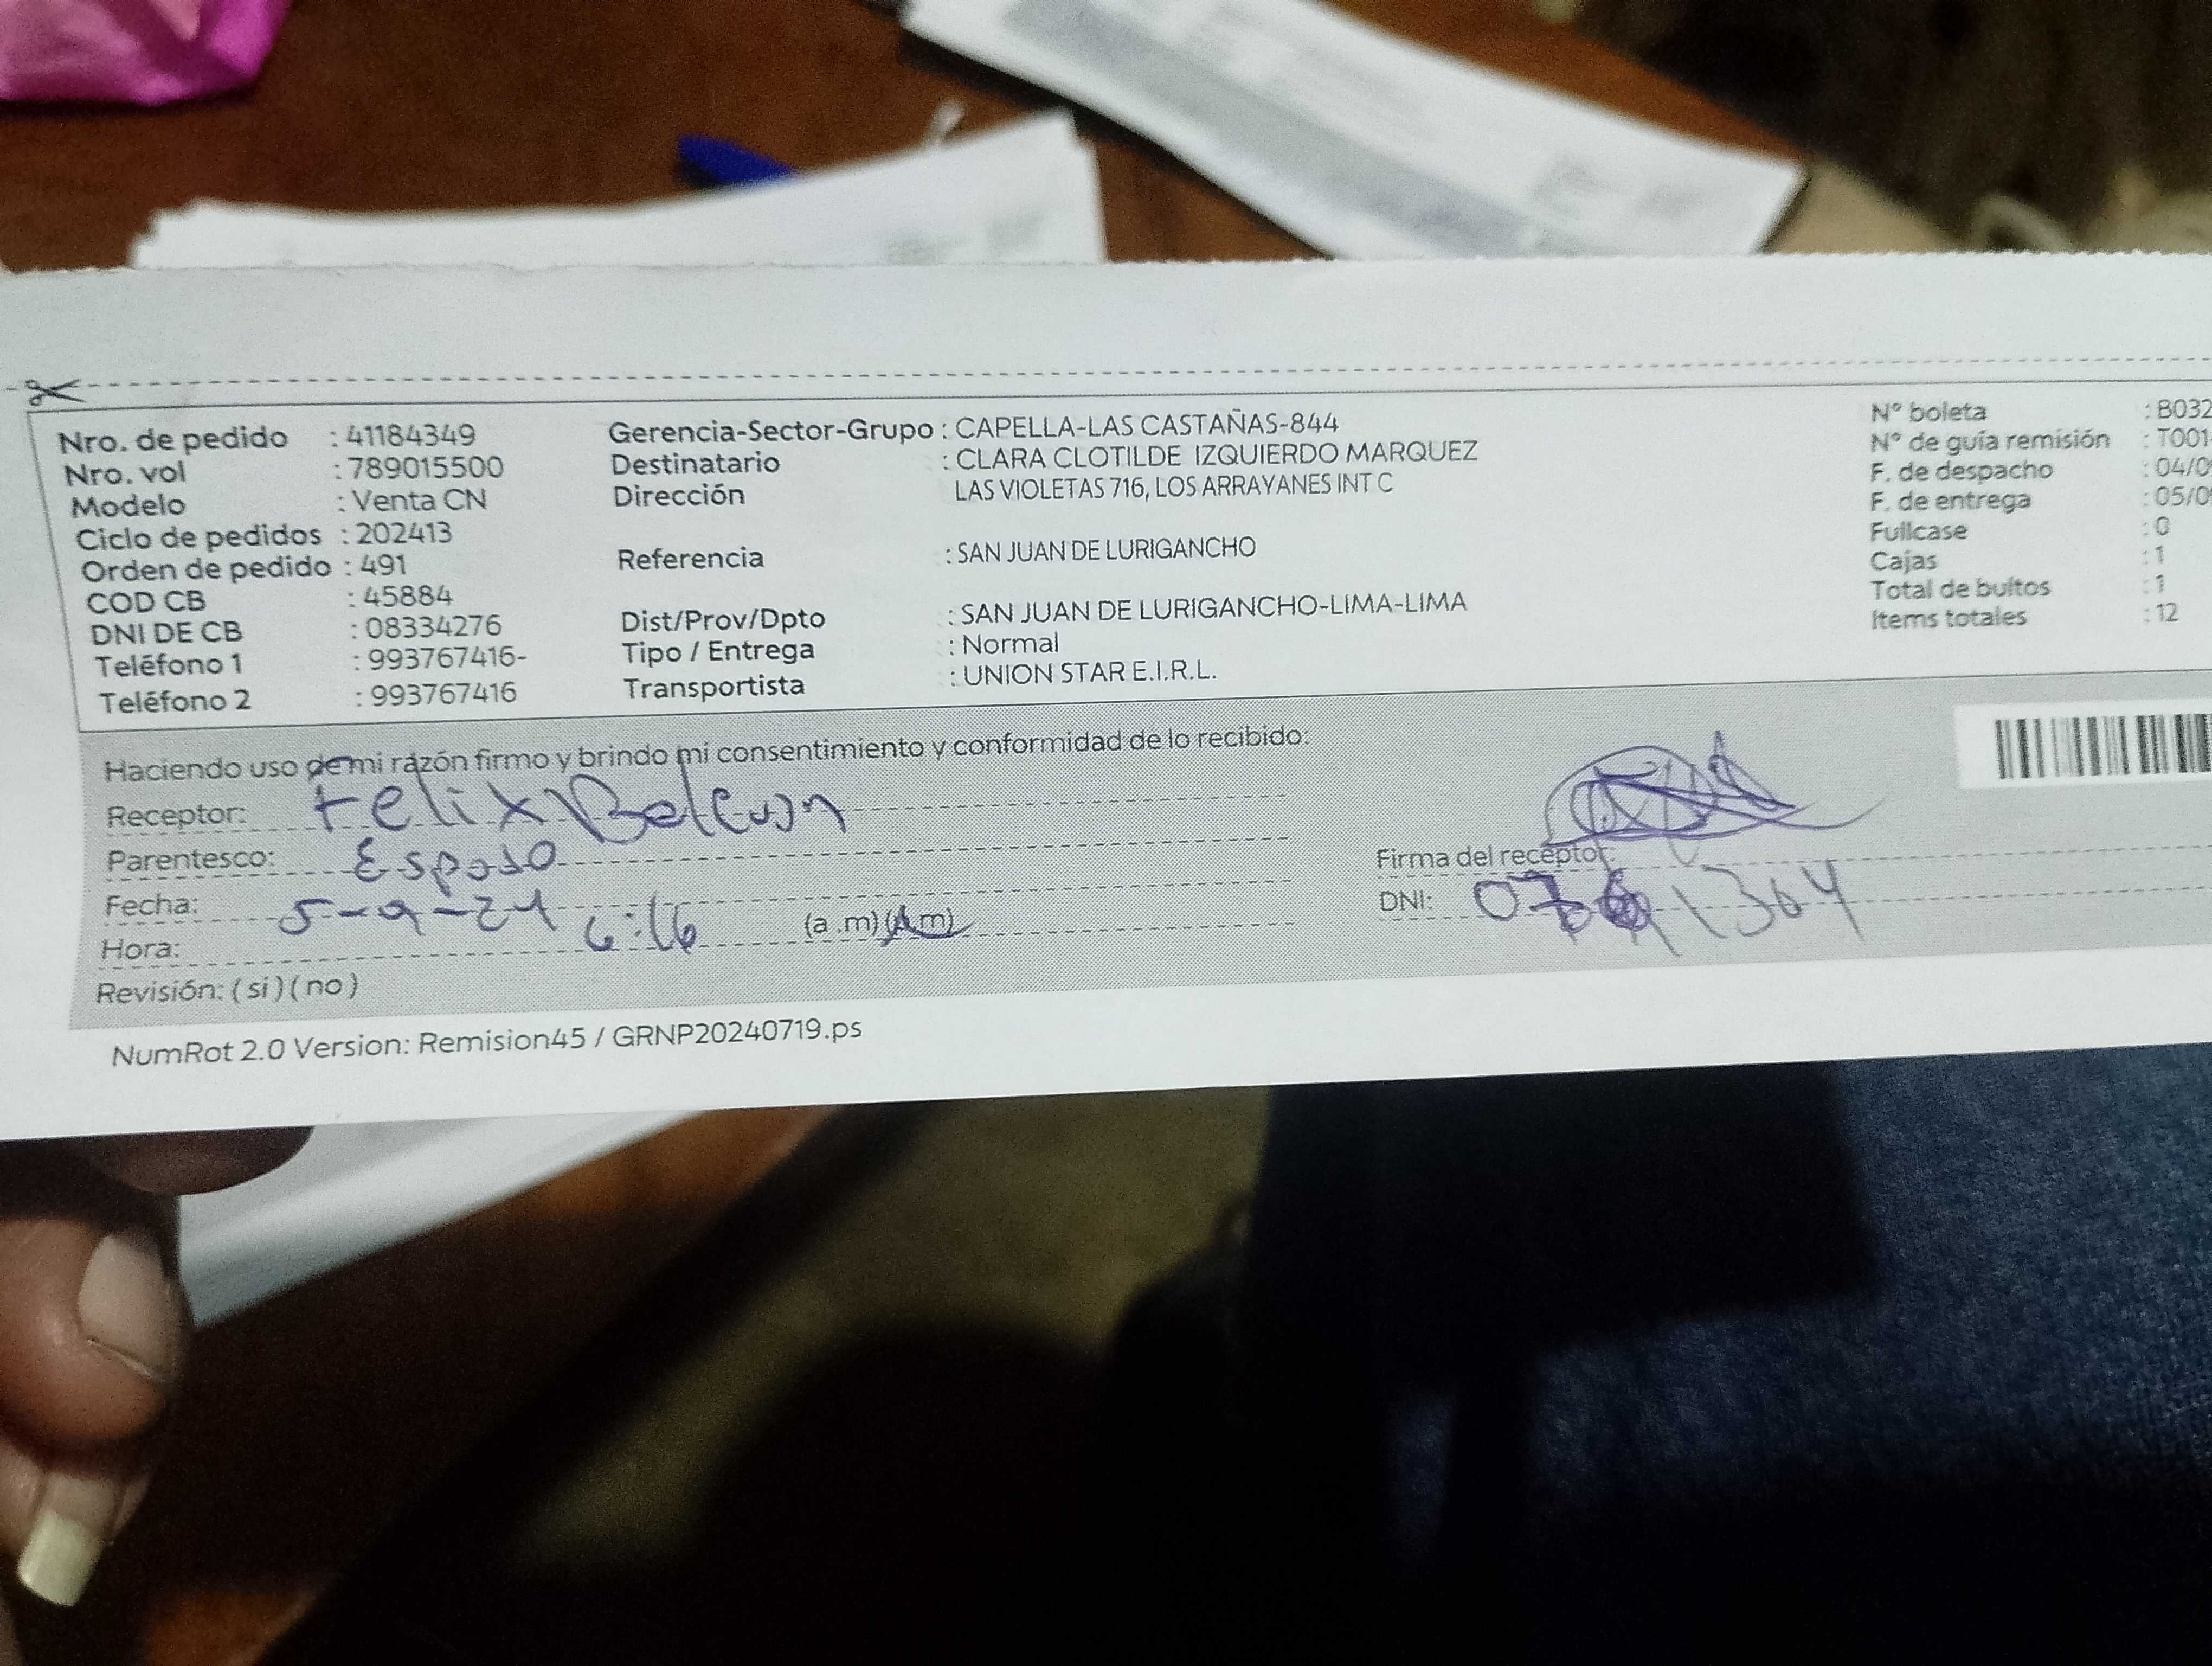 Nro. de pedido : 41184349
Nro. vol : 789015500
Modelo : Venta CN
Ciclo de pedidos : 202413
Orden de pedido : 491
COD CB : 45884
DNI DE CB : 08334276
Teléfono 1 : 993767416-
Teléfono 2 : 993767416
Gerencia-Sector-Grupo : CAPELLA-LAS CASTAÑAS-844
Destinatario : CLARA CLOTILDE IZQUIERDO MARQUEZ
Dirección LAS VIOLETAS 716, LOS ARRAYANES INT C
Referencia : SAN JUAN DE LURIGANCHO
Dist/Prov/Dpto : SAN JUAN DE LURIGANCHO-LIMA-LIMA
Tipo / Entrega : Normal
Transportista : UNION STAR E.I.R.L.
N° boleta : B032
N° de guía remisión : T001-
F. de despacho : 04/0
F. de entrega : 05/0
Fullcase : 0
Cajas : 1
Total de bultos : 1
Items totales : 12
Haciendo uso de mi razón firmo y brindo mi consentimiento y conformidad de lo recibido:
Receptor: Felix
Parentesco: Esposo
Fecha: 5-9-24
Hora: 6:16 (a .m) (p.m)
Revisión: ( si ) ( no )
Firma del receptor:
DNI:
NumRot 2.0 Version: Remision45 / GRNP20240719.ps